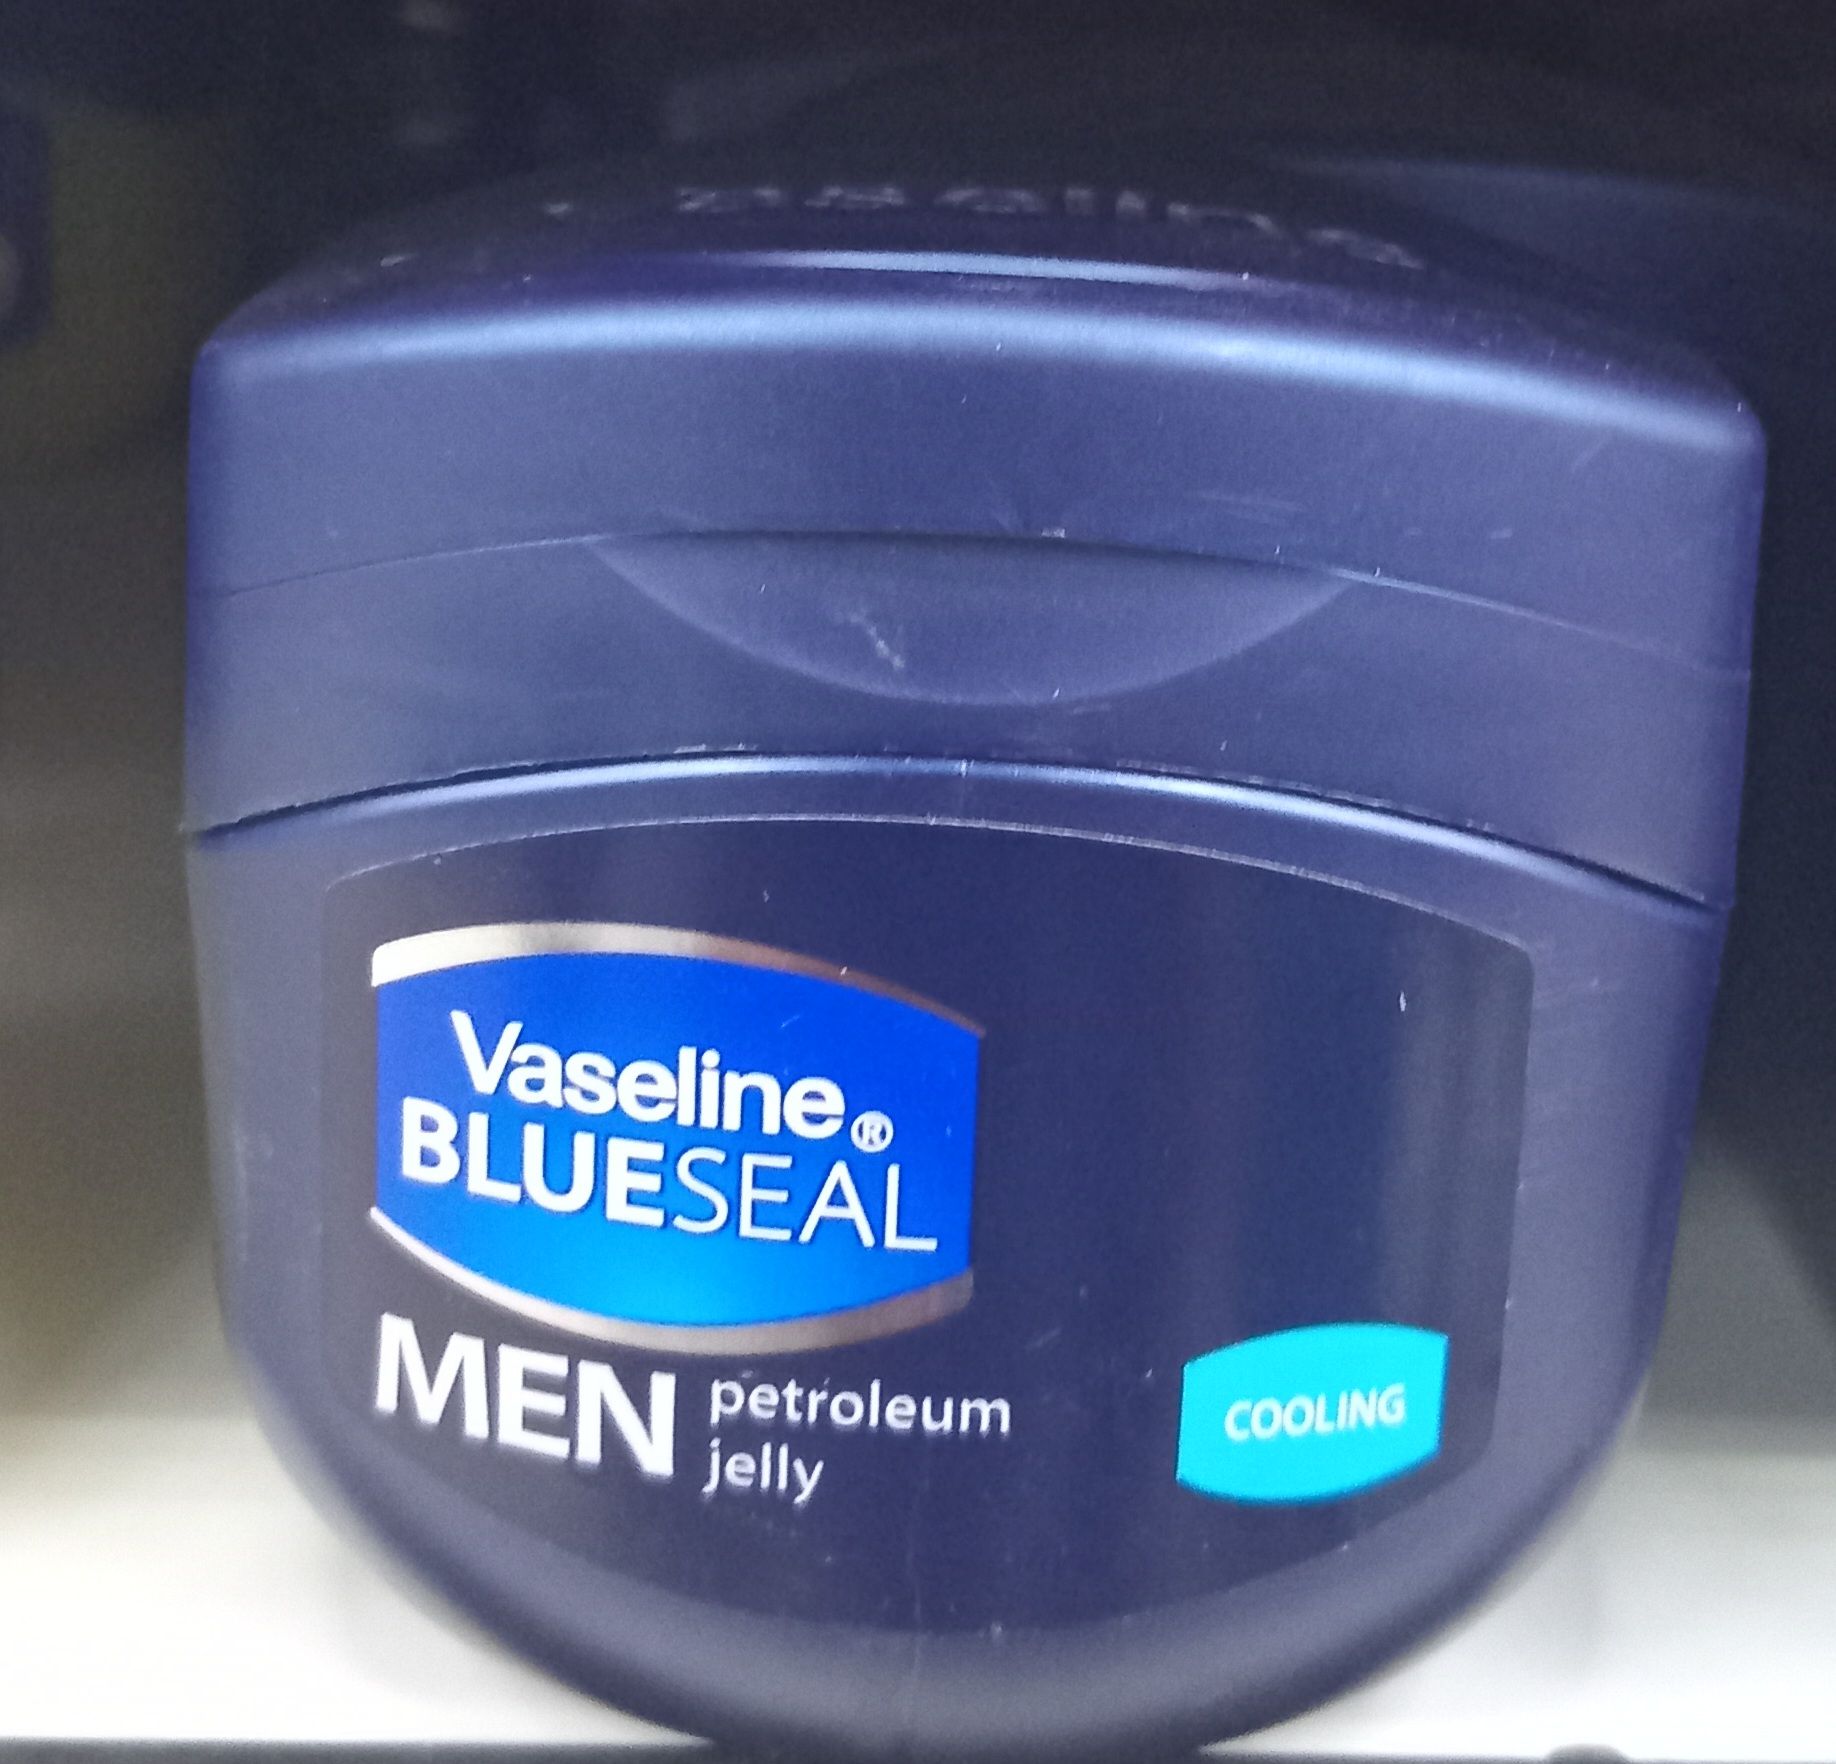 Vaseline®
BLUESEAL
MEN petroleum
jelly
COOLING